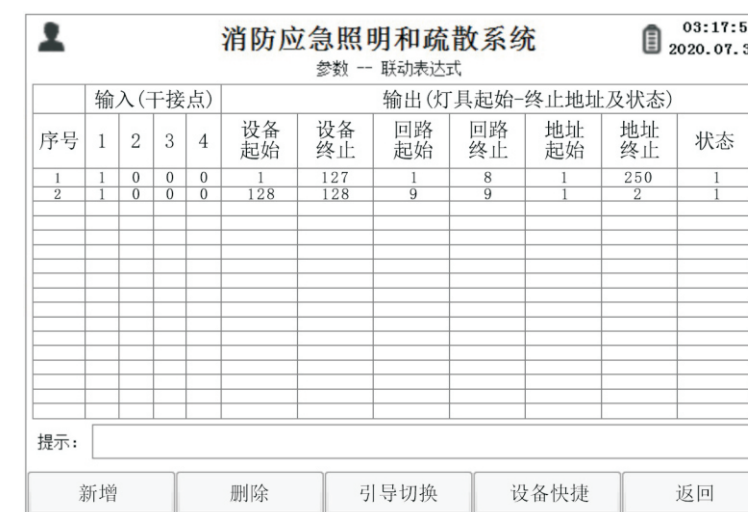 消防应急照明和疏散系统
03:17:5
2020.07.3
参数 -- 联动表达式
输入(干接点) 输出(灯具起始-终止地址及状态)
序号 1 2 3 4 设备起始 设备终止 回路起始 回路终止 地址起始 地址终止 状态
1 1 0 0 0 1 127 1 8 1 250 1
2 1 0 0 0 128 128 9 9 1 2 1
提示:
新增 删除 引导切换 设备快捷 返回